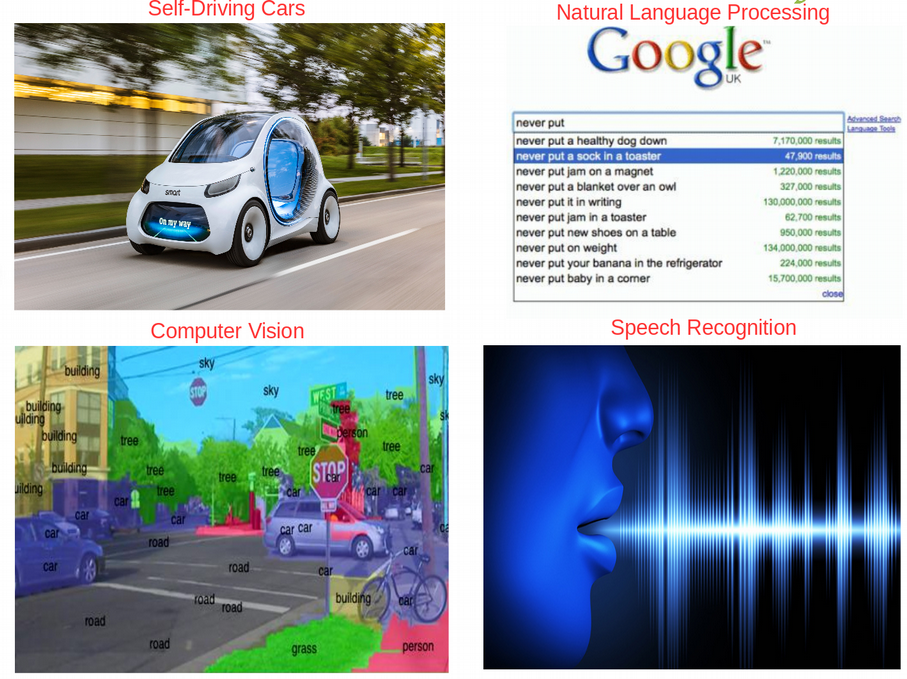 Self-Driving Cars
smart
On my way
Natural Language Processing
Google™
UK
never put
Advanced Search
Language Tools
never put a healthy dog down 7,170,000 results
never put a sock in a toaster 47,900 results
never put jam on a magnet 1,220,000 results
never put a blanket over an owl 327,000 results
never put it in writing 130,000,000 results
never put jam in a toaster 62,700 results
never put new shoes on a table 950,000 results
never put on weight 134,000,000 results
never put your banana in the refrigerator 224,000 results
never put baby in a corner 15,700,000 results
close
Computer Vision
sky
building
sky
sky
STOP
WEST
tree
building
tree
uilding
sk
building
person
tree
tree
tree
building
tree
tree
tree
STOP
car
car
uilding
tree
car
car
car
car
car
car
car
car
car
road
car
road
car
car
road
road
building
car
road
road
grass
person
Speech Recognition